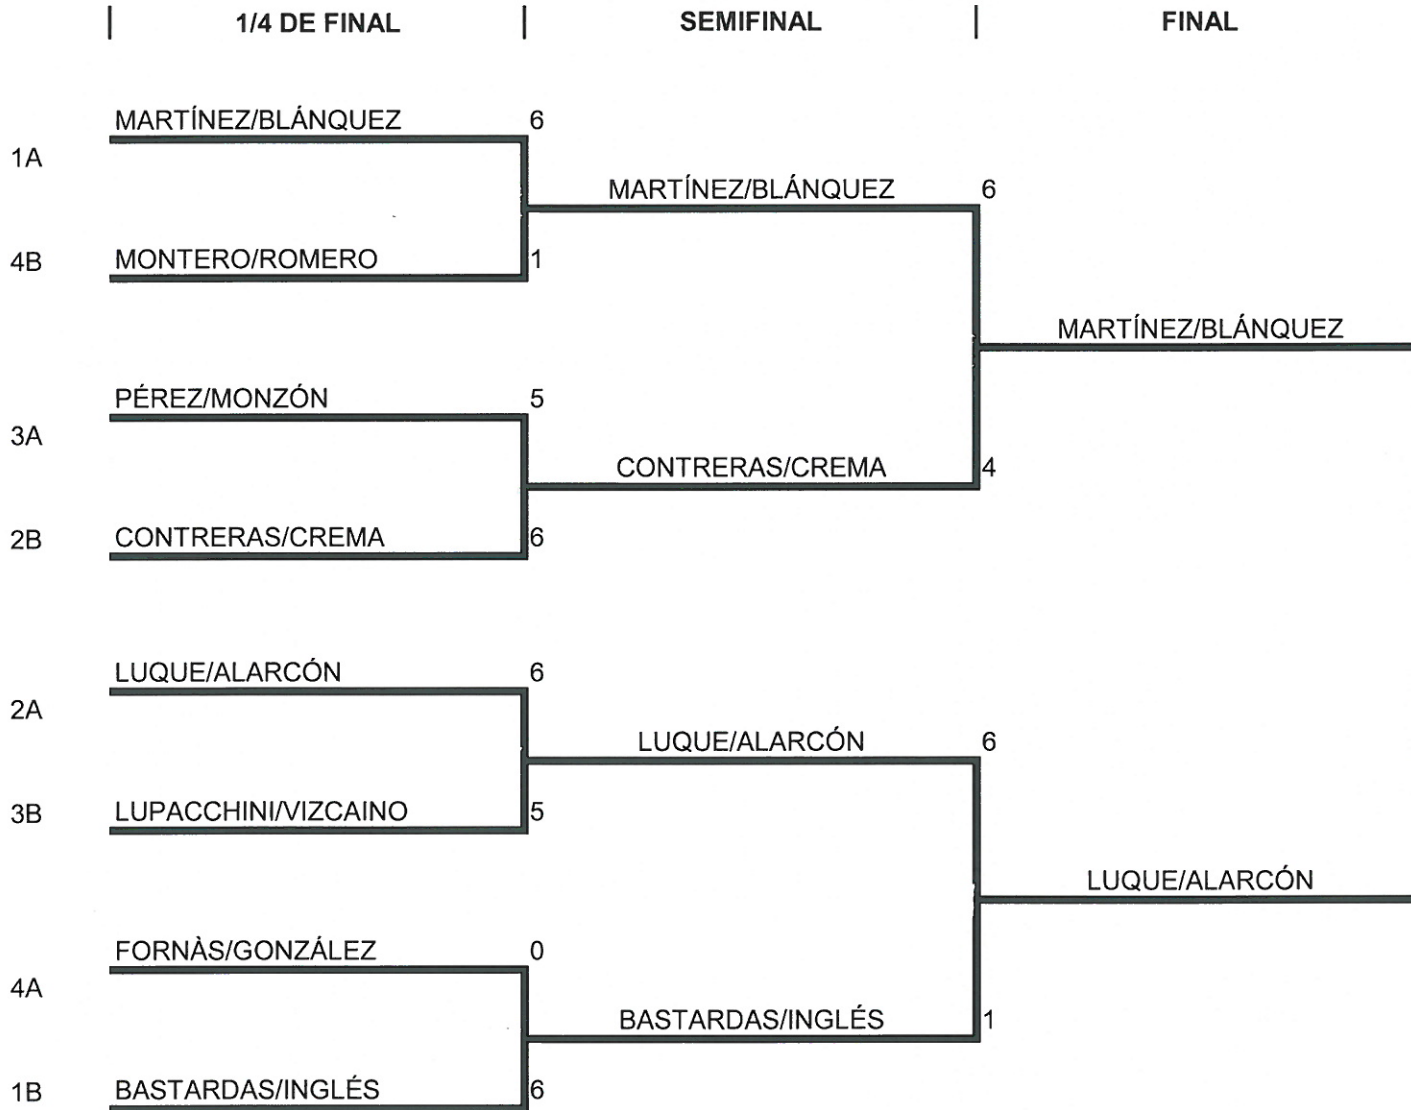 1/4 DE FINAL SEMIFINAL FINAL
MARTÍNEZ/BLÁNQUEZ 6
1A
MARTÍNEZ/BLÁNQUEZ 6
4B MONTERO/ROMERO 1
MARTÍNEZ/BLÁNQUEZ
PÉREZ/MONZÓN 5
3A
CONTRERAS/CREMA 4
2B CONTRERAS/CREMA 6
LUQUE/ALARCÓN 6
2A
LUQUE/ALARCÓN 6
3B LUPACCHINI/VIZCAINO 5
LUQUE/ALARCÓN
FORNÀS/GONZÁLEZ 0
4A
BASTARDAS/INGLÉS 1
1B BASTARDAS/INGLÉS 6